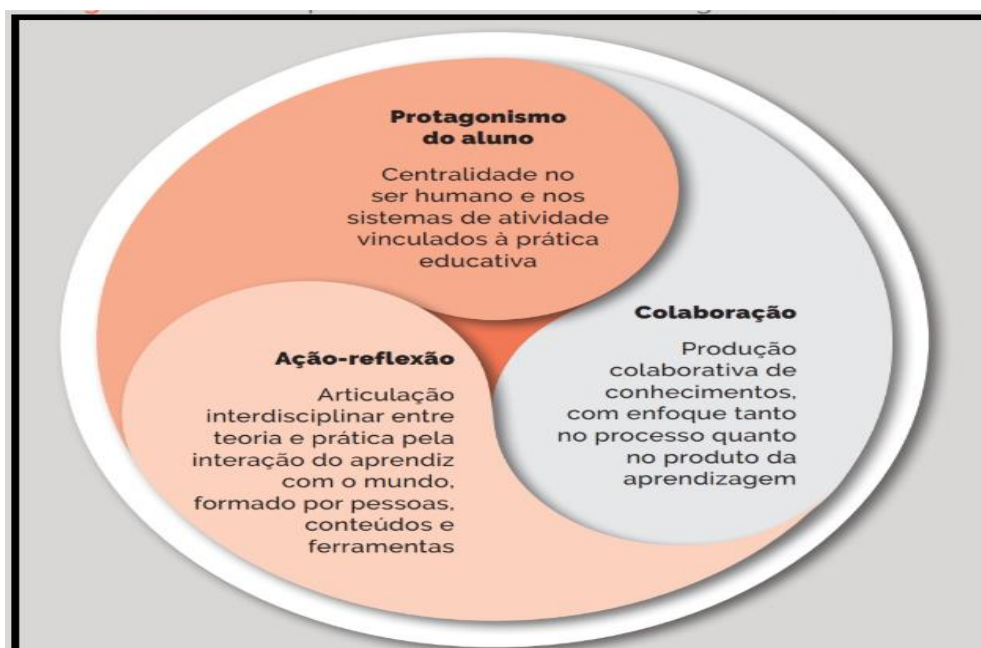 Protagonismo
do aluno
Centralidade no
ser humano e nos
sistemas de atividade
vinculados à prática
educativa
Colaboração
Produção
colaborativa de
conhecimentos,
com enfoque tanto
no processo quanto
no produto da
aprendizagem
Ação-reflexão
Articulação
interdisciplinar entre
teoria e prática pela
interação do aprendiz
com o mundo,
formado por pessoas,
conteúdos e
ferramentas